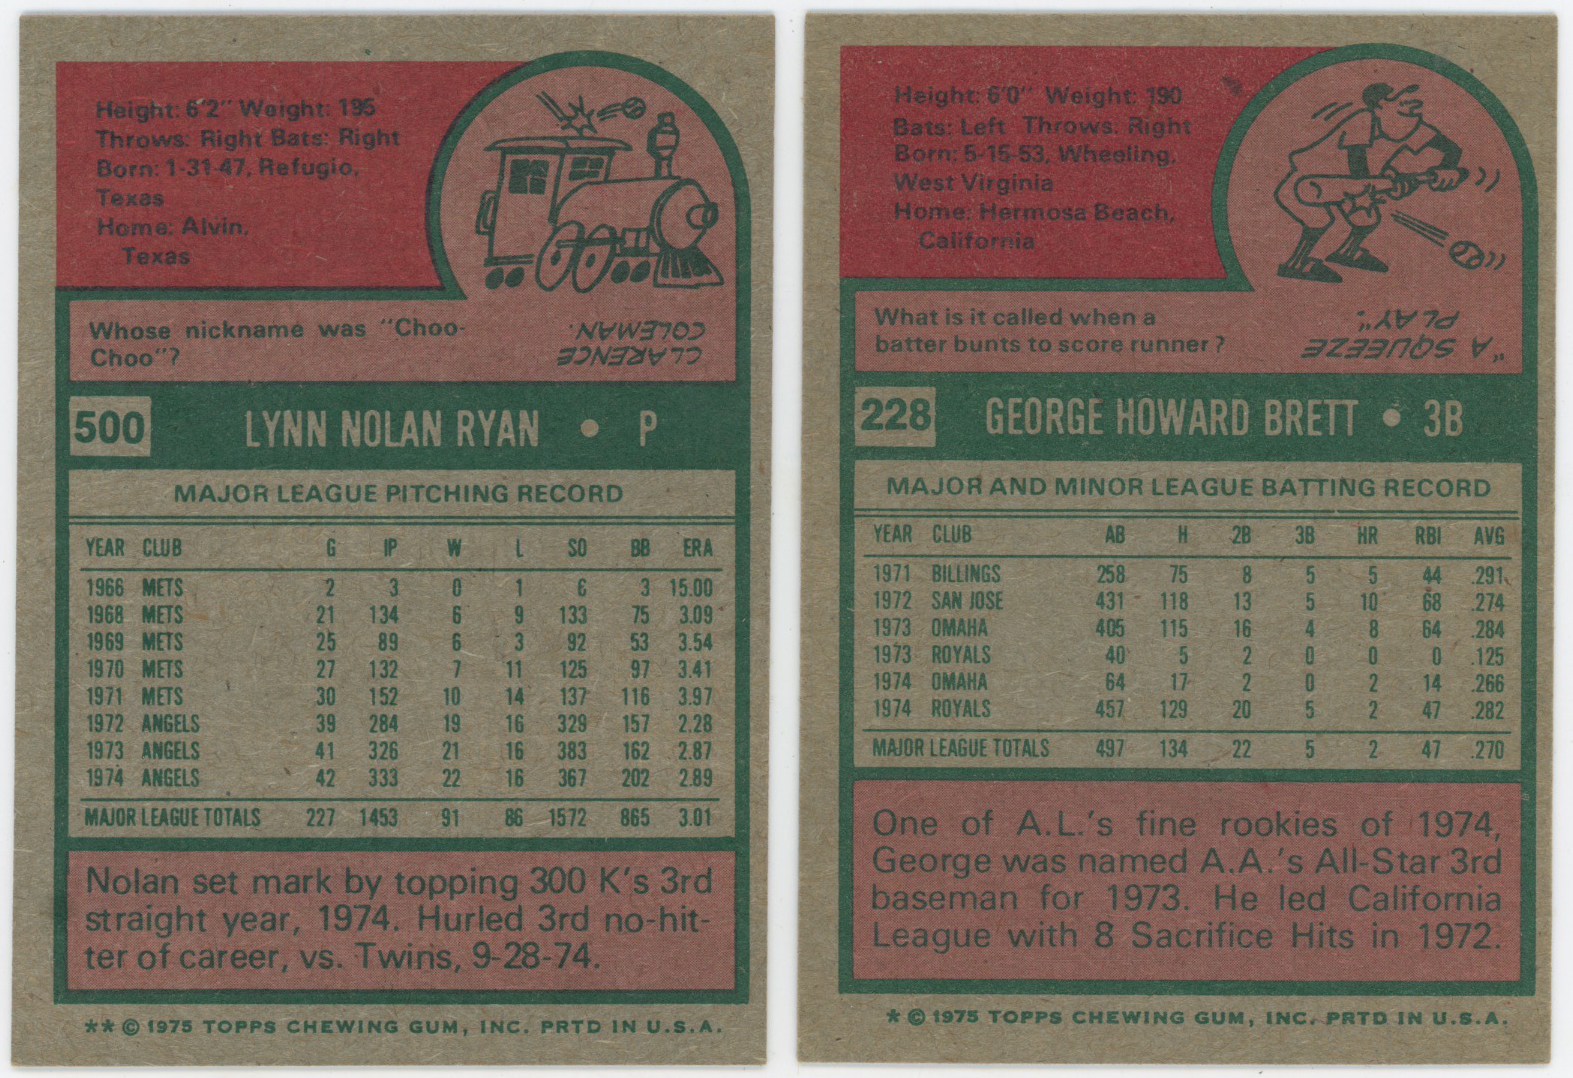 Height: 6'2" Weight: 195
Throws: Right Bats: Right
Born: 1-31-47, Refugio,
Texas
Home: Alvin,
Texas
Whose nickname was "Choo-
Choo"?
CLARENCE
COLEMAN.
500 LYNN NOLAN RYAN • P
MAJOR LEAGUE PITCHING RECORD
YEAR CLUB G IP W L SO BB ERA
1966 METS 2 3 0 1 6 3 15.00
1968 METS 21 134 6 9 133 75 3.09
1969 METS 25 89 6 3 92 53 3.54
1970 METS 27 132 7 11 125 97 3.41
1971 METS 30 152 10 14 137 116 3.97
1972 ANGELS 39 284 19 16 329 157 2.28
1973 ANGELS 41 326 21 16 383 162 2.87
1974 ANGELS 42 333 22 16 367 202 2.89
MAJOR LEAGUE TOTALS 227 1453 91 86 1572 865 3.01
Nolan set mark by topping 300 K's 3rd
straight year, 1974. Hurled 3rd no-hit-
ter of career, vs. Twins, 9-28-74.
** © 1975 TOPPS CHEWING GUM, INC. PRTD IN U.S.A.
Height: 6'0" Weight: 190
Bats: Left Throws: Right
Born: 5-15-53, Wheeling,
West Virginia
Home: Hermosa Beach,
California
What is it called when a
batter bunts to score runner?
"A SQUEEZE
PLAY".
228 GEORGE HOWARD BRETT • 3B
MAJOR AND MINOR LEAGUE BATTING RECORD
YEAR CLUB AB H 2B 3B HR RBI AVG
1971 BILLINGS 258 75 8 5 5 44 .291
1972 SAN JOSE 431 118 13 5 10 68 .274
1973 OMAHA 405 115 16 4 8 64 .284
1973 ROYALS 40 5 2 0 0 0 .125
1974 OMAHA 64 17 2 0 2 14 .266
1974 ROYALS 457 129 20 5 2 47 .282
MAJOR LEAGUE TOTALS 497 134 22 5 2 47 .270
One of A.L.'s fine rookies of 1974,
George was named A.A.'s All-Star 3rd
baseman for 1973. He led California
League with 8 Sacrifice Hits in 1972.
* © 1975 TOPPS CHEWING GUM, INC. PRTD IN U.S.A.